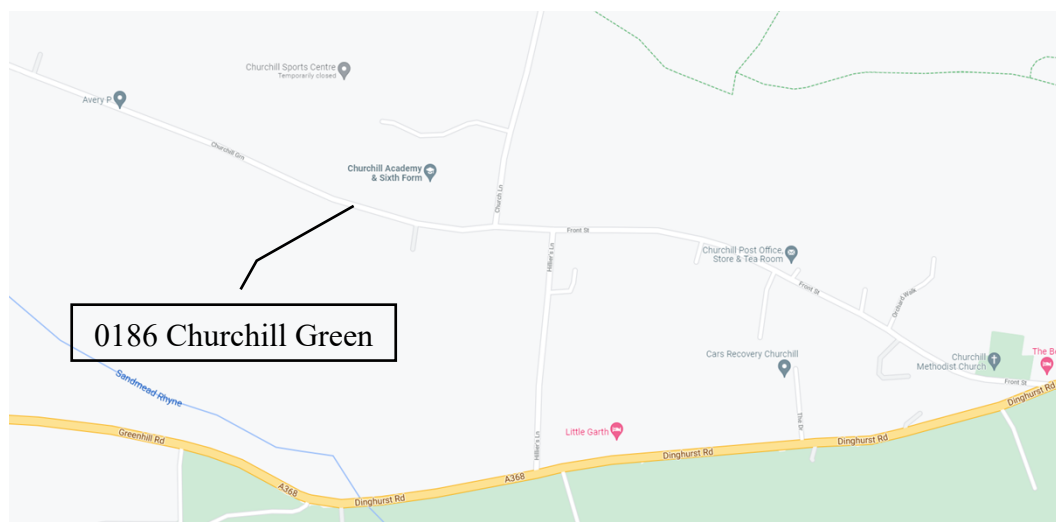 Churchill Sports Centre
Temporarily closed
Avery P
Churchill Grn
Churchill Academy
& Sixth Form
Church Ln
Front St
Hillier's Ln
Churchill Post Office,
Store & Tea Room
Front St
Orchard Walk
0186 Churchill Green
Cars Recovery Churchill
Churchill
Methodist Church
The Be
Front St
Sandmead Rhyne
Dinghurst Rd
Greenhill Rd
Little Garth
The Dr
Hillier's Ln
Dinghurst Rd
Dinghurst Rd
A368
A368
Dinghurst Rd